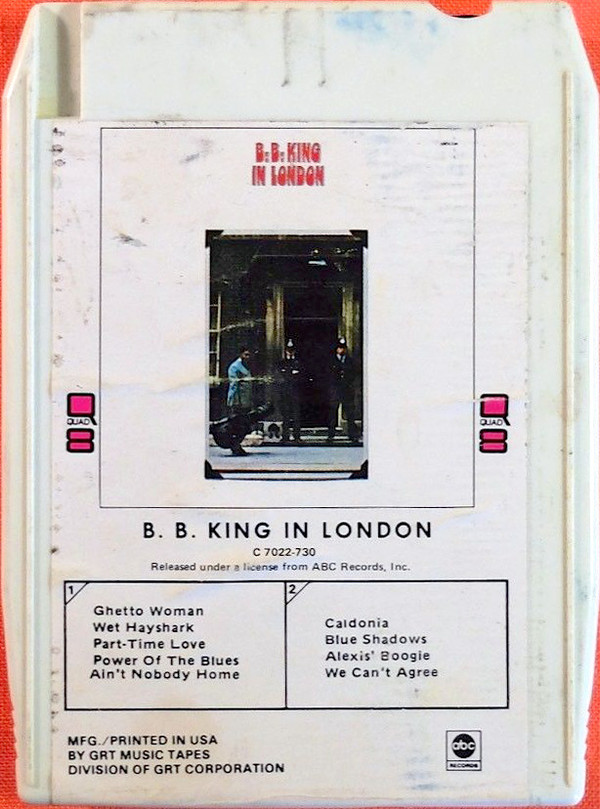 B.B. KING
IN LONDON
QUAD
8
QUAD
8
B. B. KING IN LONDON
C 7022-730
Released under a license from ABC Records, Inc.
1
Ghetto Woman
Wet Hayshark
Part-Time Love
Power Of The Blues
Ain't Nobody Home
2
Caldonia
Blue Shadows
Alexis' Boogie
We Can't Agree
MFG./PRINTED IN USA
BY GRT MUSIC TAPES
DIVISION OF GRT CORPORATION
abc
RECORDS